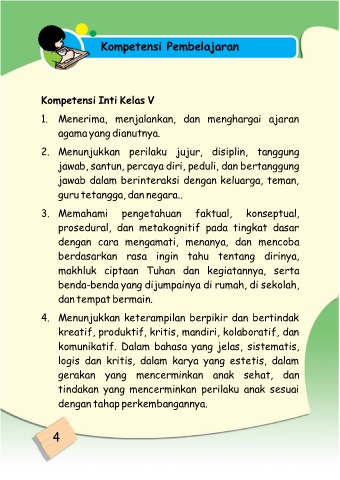 Kompetensi Pembelajaran
Kompetensi Inti Kelas V
1. Menerima, menjalankan, dan menghargai ajaran
agama yang dianutnya.
2. Menunjukkan perilaku jujur, disiplin, tanggung
jawab, santun, percaya diri, peduli, dan bertanggung
jawab dalam berinteraksi dengan keluarga, teman,
guru tetangga, dan negara..
3. Memahami pengetahuan faktual, konseptual,
prosedural, dan metakognitif pada tingkat dasar
dengan cara mengamati, menanya, dan mencoba
berdasarkan rasa ingin tahu tentang dirinya,
makhluk ciptaan Tuhan dan kegiatannya, serta
benda-benda yang dijumpainya di rumah, di sekolah,
dan tempat bermain.
4. Menunjukkan keterampilan berpikir dan bertindak
kreatif, produktif, kritis, mandiri, kolaboratif, dan
komunikatif. Dalam bahasa yang jelas, sistematis,
logis dan kritis, dalam karya yang estetis, dalam
gerakan yang mencerminkan anak sehat, dan
tindakan yang mencerminkan perilaku anak sesuai
dengan tahap perkembangannya.
4